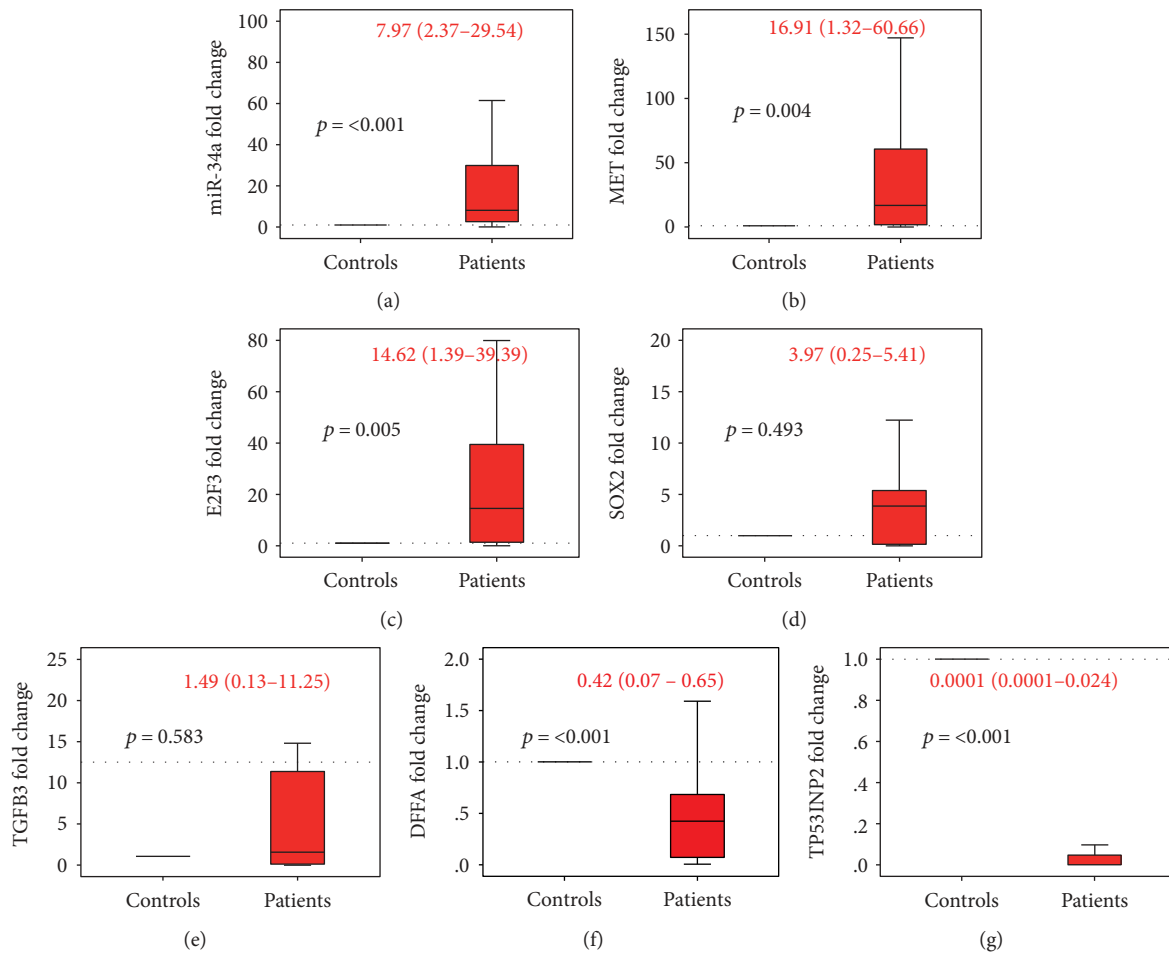 miR-34a fold change
100
80
60
40
20
0
7.97 (2.37–29.54)
p = <0.001
Controls
Patients
(a)
MET fold change
150
100
50
0
16.91 (1.32–60.66)
p = 0.004
Controls
Patients
(b)
E2F3 fold change
80
60
40
20
0
14.62 (1.39–39.39)
p = 0.005
Controls
Patients
(c)
SOX2 fold change
20
15
10
5
0
3.97 (0.25–5.41)
p = 0.493
Controls
Patients
(d)
TGFB3 fold change
25
20
15
10
5
0
1.49 (0.13–11.25)
p = 0.583
Controls
Patients
(e)
DFFA fold change
2.0
1.5
1.0
.5
.0
0.42 (0.07 – 0.65)
p = <0.001
Controls
Patients
(f)
TP53INP2 fold change
1.0
.8
.6
.4
.2
.0
0.0001 (0.0001–0.024)
p = <0.001
Controls
Patients
(g)